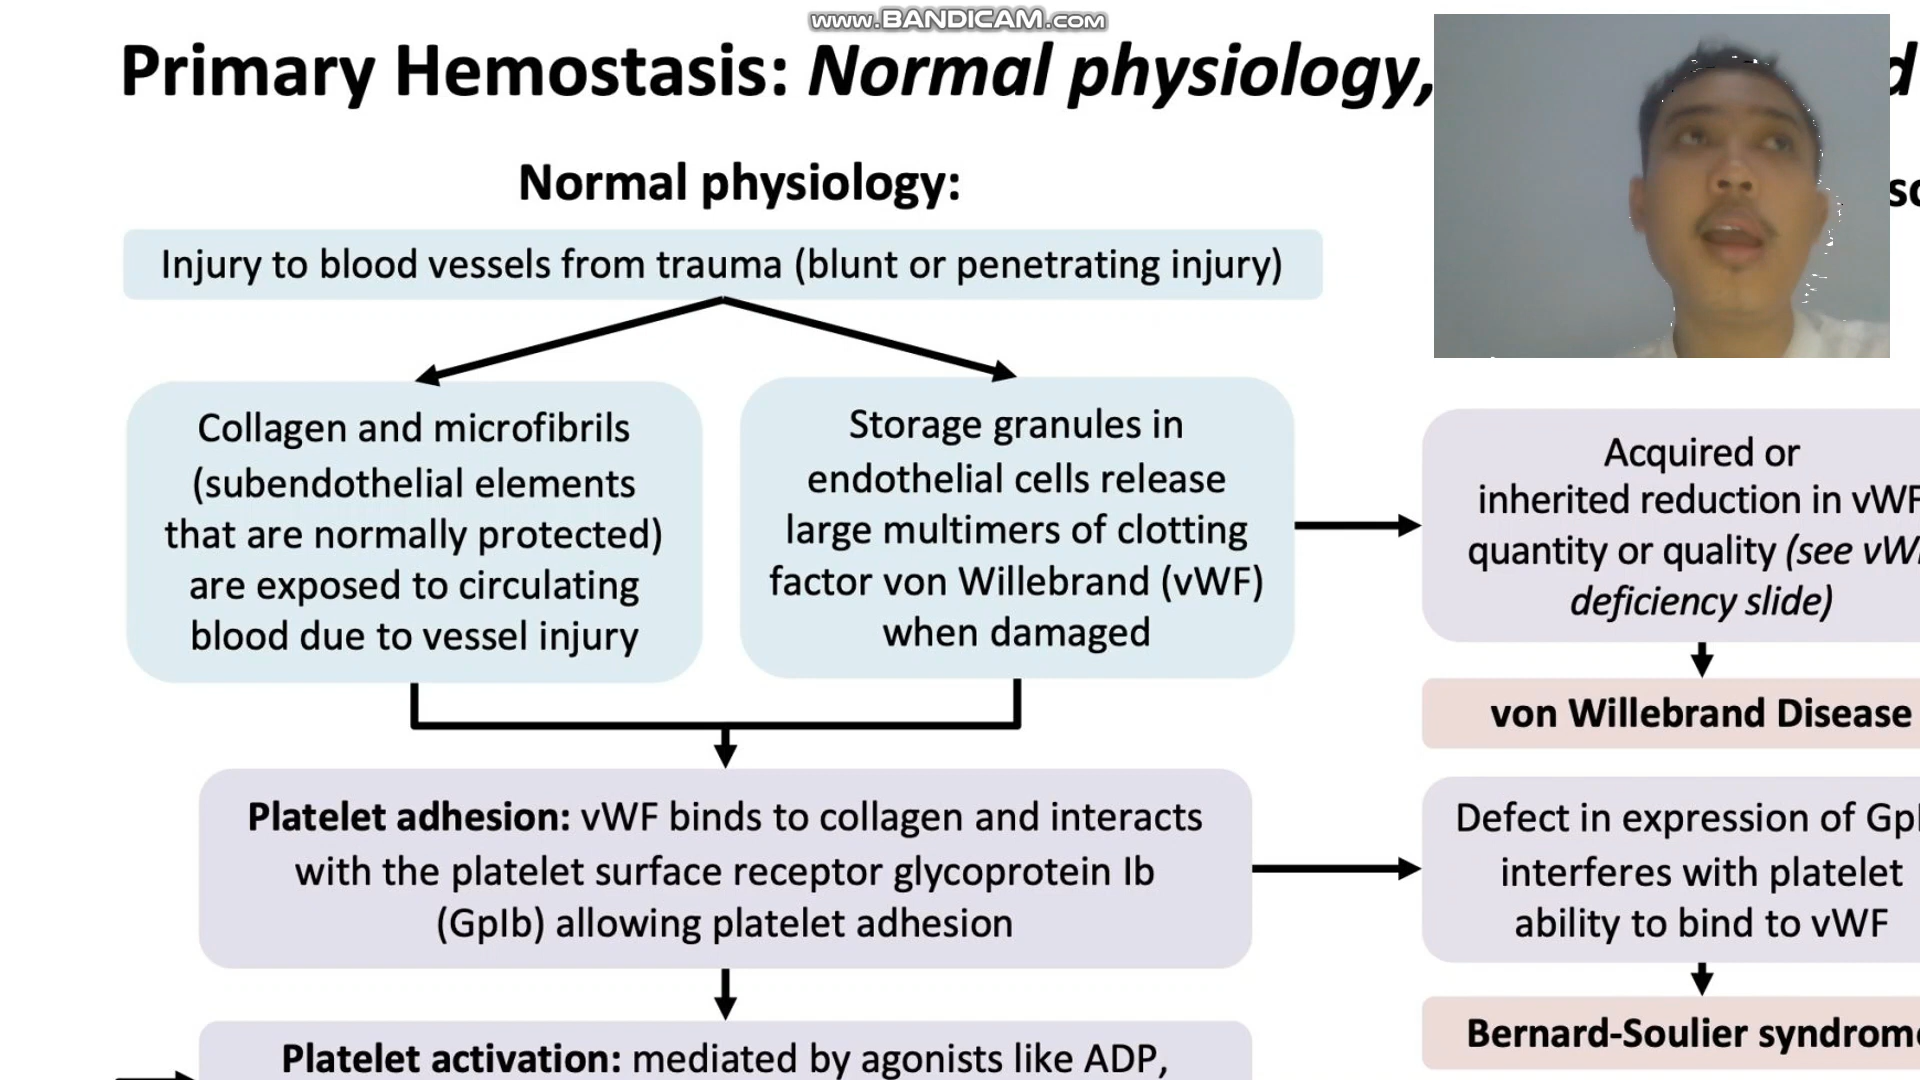 www.BANDICAM.com
Primary Hemostasis: Normal physiology,
Normal physiology:
Injury to blood vessels from trauma (blunt or penetrating injury)
Collagen and microfibrils
(subendothelial elements
that are normally protected)
are exposed to circulating
blood due to vessel injury
Storage granules in
endothelial cells release
large multimers of clotting
factor von Willebrand (vWF)
when damaged
Acquired or
inherited reduction in vWF
quantity or quality (see
deficiency slide)
von Willebrand Disease
Platelet adhesion: vWF binds to collagen and interacts
with the platelet surface receptor glycoprotein Ib
(GpIb) allowing platelet adhesion
Defect in expression of
interferes with platelet
ability to bind to vWF
Bernard-Soulier syndrome
Platelet activation: mediated by agonists like ADP,